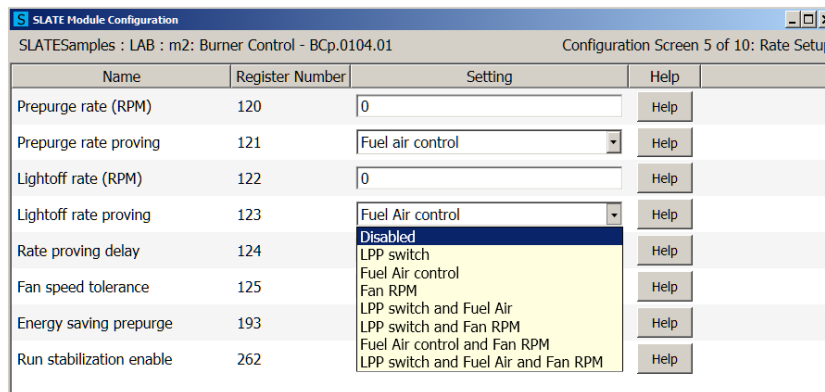 S SLATE Module Configuration
SLATESamples : LAB : m2: Burner Control - BCp.0104.01 Configuration Screen 5 of 10: Rate Setup
Name Register Number Setting Help
Prepurge rate (RPM) 120 0 Help
Prepurge rate proving 121 Fuel air control Help
Lightoff rate (RPM) 122 0 Help
Lightoff rate proving 123 Fuel Air control Help
Disabled
Rate proving delay 124 LPP switch Help
Fuel Air control
Fan speed tolerance 125 Fan RPM Help
LPP switch and Fuel Air
Energy saving prepurge 193 LPP switch and Fan RPM Help
Fuel Air control and Fan RPM
Run stabilization enable 262 LPP switch and Fuel Air and Fan RPM Help